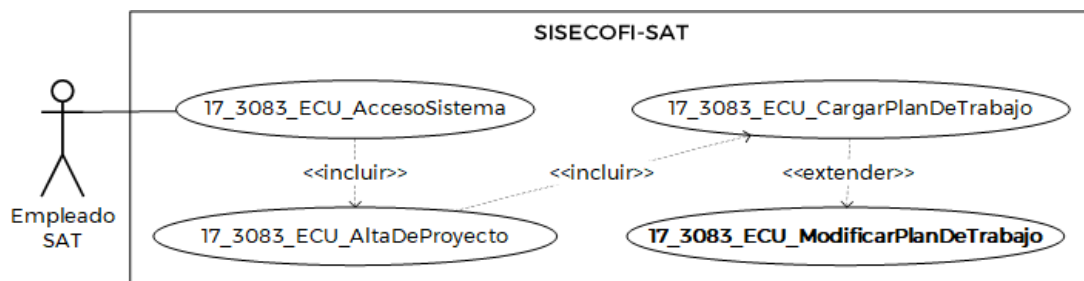 SISECOFI-SAT
17_3083_ECU_AccesoSistema
17_3083_ECU_CargarPlanDeTrabajo
<<incluir>>
<<incluir>>
<<extender>>
Empleado
SAT
17_3083_ECU_AltaDeProyecto
17_3083_ECU_ModificarPlanDeTrabajo